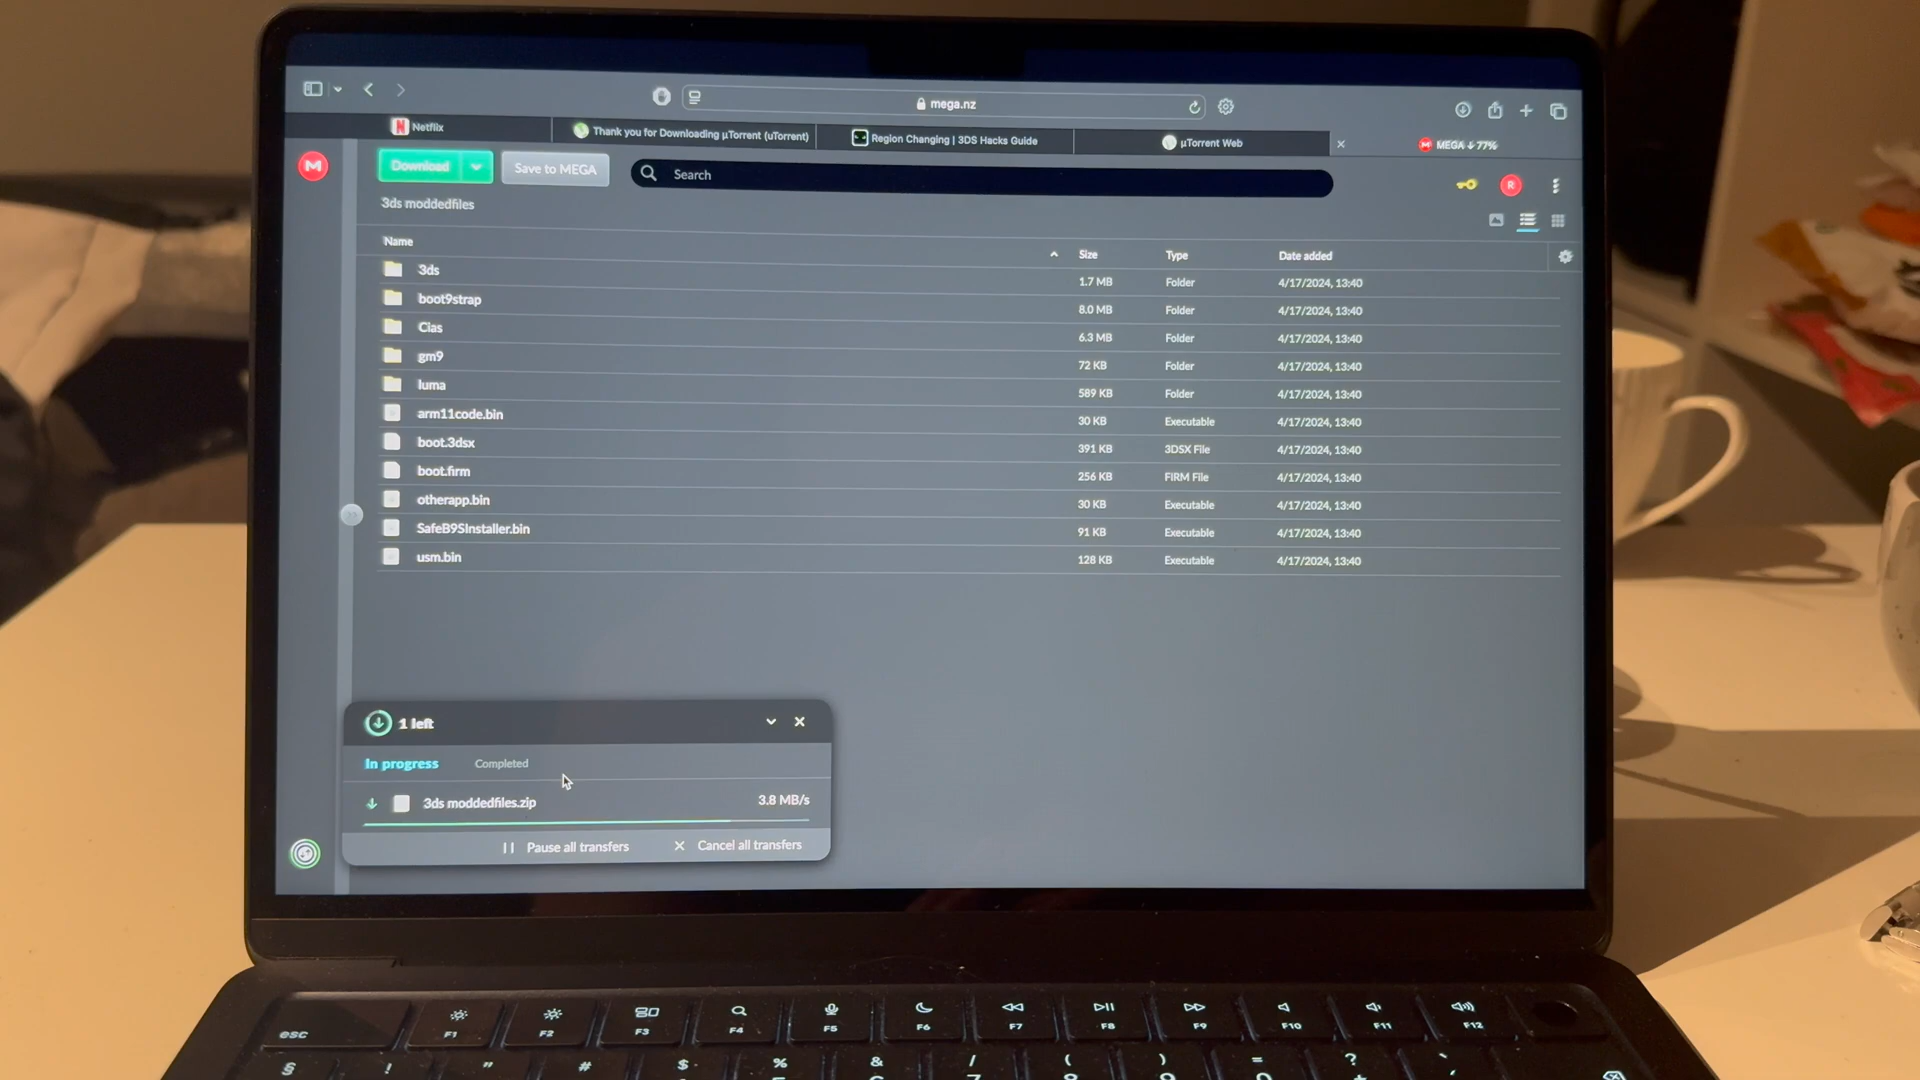 mega.nz
Netflix
Thank you for Downloading µTorrent (uTorrent)
Region Changing | 3DS Hacks Guide
µTorrent Web
MEGA ↓ 77%
M
Download
Save to MEGA
Search
R
3ds moddedfiles
Name Size Type Date added
3ds 1.7 MB Folder 4/17/2024, 13:40
boot9strap 8.0 MB Folder 4/17/2024, 13:40
Cias 6.3 MB Folder 4/17/2024, 13:40
gm9 72 KB Folder 4/17/2024, 13:40
luma 589 KB Folder 4/17/2024, 13:40
arm11code.bin 30 KB Executable 4/17/2024, 13:40
boot.3dsx 391 KB 3DSX File 4/17/2024, 13:40
boot.firm 256 KB FIRM File 4/17/2024, 13:40
otherapp.bin 30 KB Executable 4/17/2024, 13:40
SafeB9SInstaller.bin 91 KB Executable 4/17/2024, 13:40
usm.bin 128 KB Executable 4/17/2024, 13:40
1 left
In progress Completed
3ds moddedfiles.zip 3.8 MB/s
Pause all transfers Cancel all transfers
esc F1 F2 F3 F4 F5 F6 F7 F8 F9 F10 F11 F12
§ ! " # $ % & / ( ) = ? `